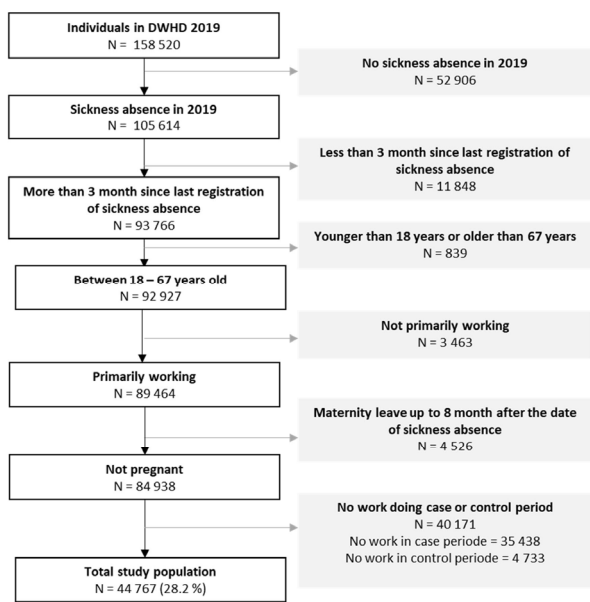 Individuals in DWHD 2019
N = 158 520
No sickness absence in 2019
N = 52 906
Sickness absence in 2019
N = 105 614
Less than 3 month since last registration of
sickness absence
N = 11 848
More than 3 month since last registration
of sickness absence
N = 93 766
Younger than 18 years or older than 67 years
N = 839
Between 18 – 67 years old
N = 92 927
Not primarily working
N = 3 463
Primarily working
N = 89 464
Maternity leave up to 8 month after the date
of sickness absence
N = 4 526
Not pregnant
N = 84 938
No work doing case or control period
N = 40 171
No work in case periode = 35 438
No work in control periode = 4 733
Total study population
N = 44 767 (28.2 %)